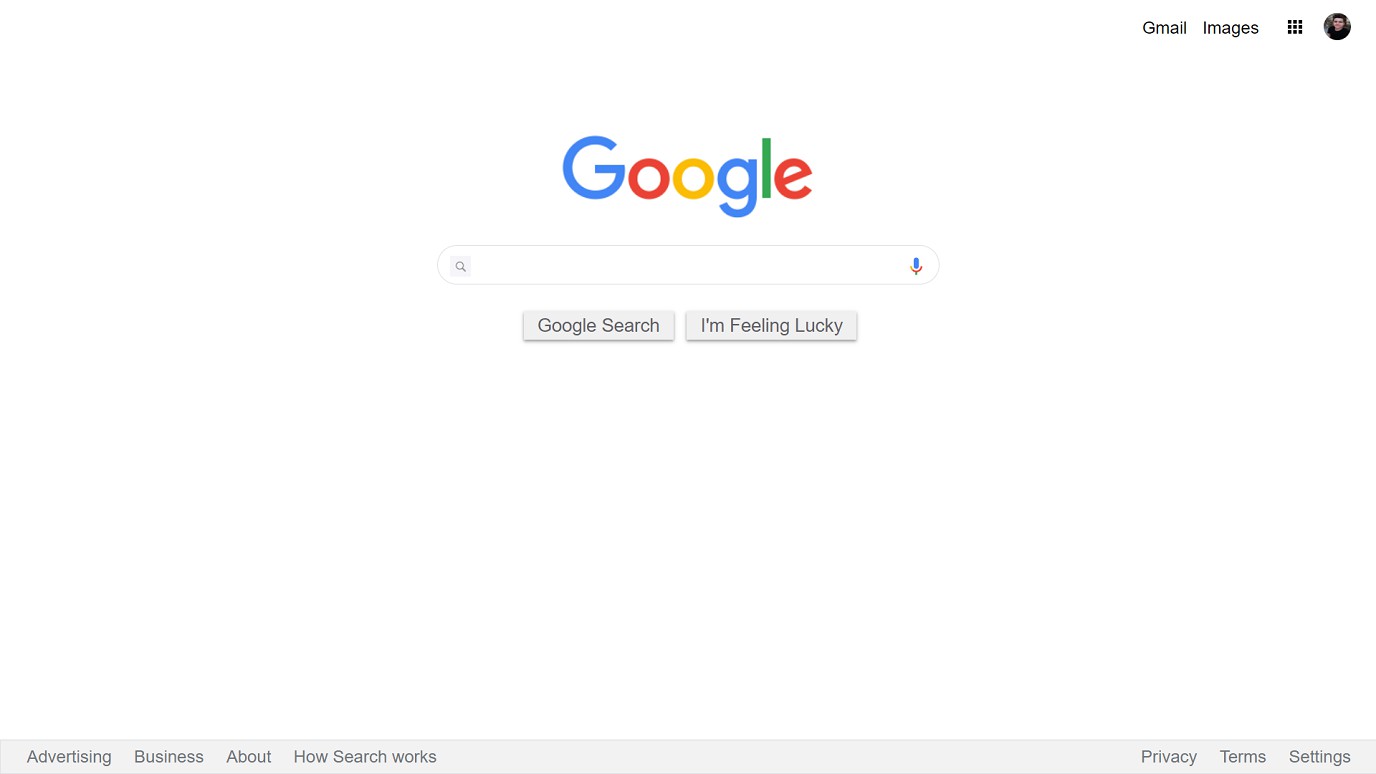 Gmail Images
Google
Google Search I'm Feeling Lucky
Advertising Business About How Search works Privacy Terms Settings